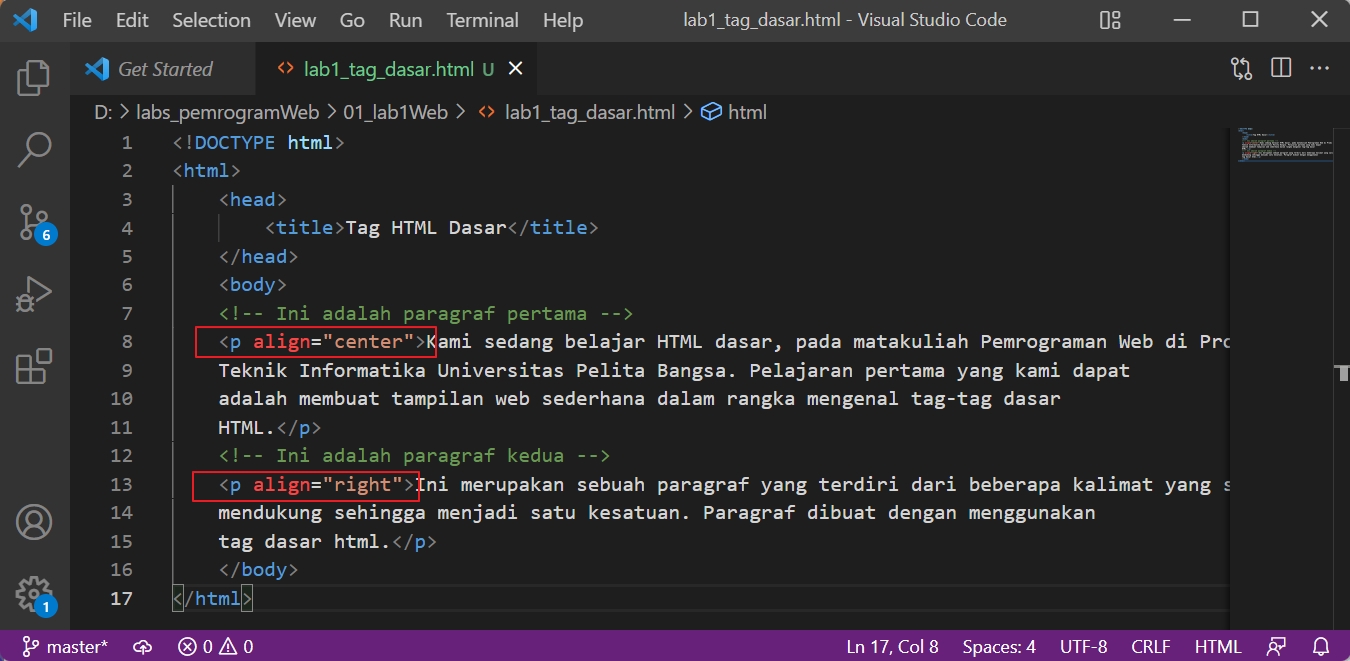 File Edit Selection View Go Run Terminal Help lab1_tag_dasar.html - Visual Studio Code
Get Started lab1_tag_dasar.html U
D: > labs_pemrogramWeb > 01_lab1Web > lab1_tag_dasar.html > html
1 <!DOCTYPE html>
2 <html>
3 <head>
4 <title>Tag HTML Dasar</title>
5 </head>
6 <body>
7 <!-- Ini adalah paragraf pertama -->
8 <p align="center">Kami sedang belajar HTML dasar, pada matakuliah Pemrograman Web di Pro
9 Teknik Informatika Universitas Pelita Bangsa. Pelajaran pertama yang kami dapat
10 adalah membuat tampilan web sederhana dalam rangka mengenal tag-tag dasar
11 HTML.</p>
12 <!-- Ini adalah paragraf kedua -->
13 <p align="right">Ini merupakan sebuah paragraf yang terdiri dari beberapa kalimat yang s
14 mendukung sehingga menjadi satu kesatuan. Paragraf dibuat dengan menggunakan
15 tag dasar html.</p>
16 </body>
17 </html>
6
1
master* 0 0 Ln 17, Col 8 Spaces: 4 UTF-8 CRLF HTML